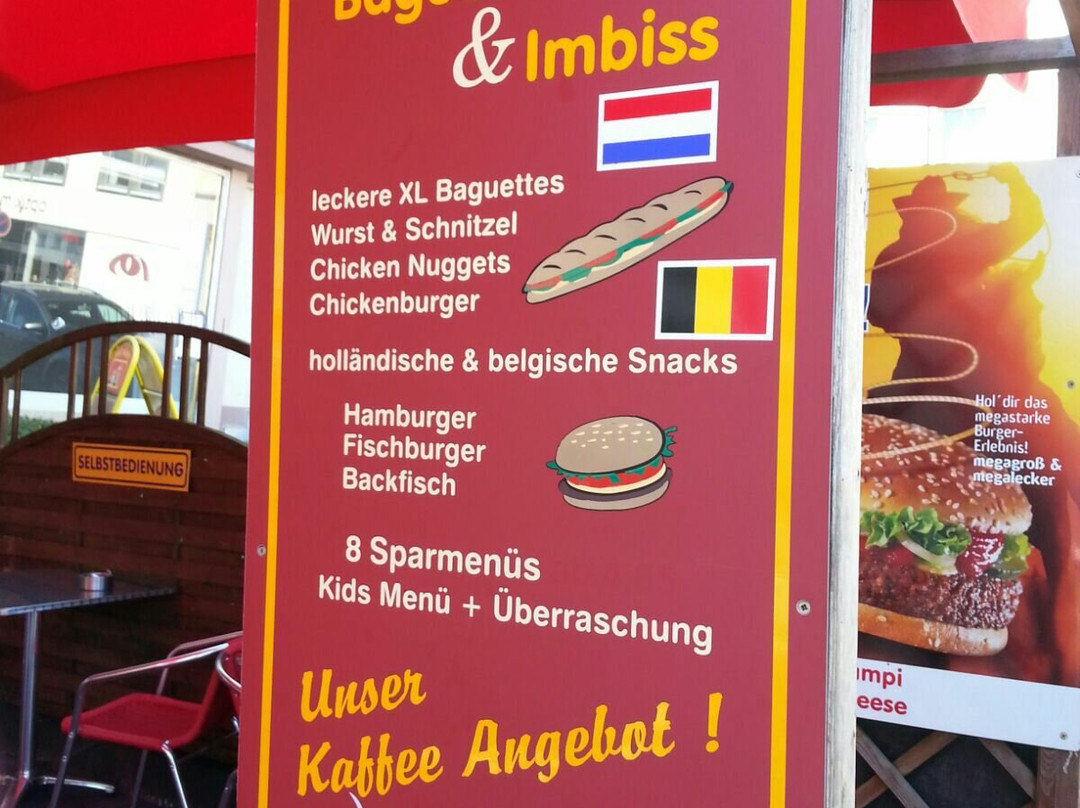 & Imbiss
leckere XL Baguettes
Wurst & Schnitzel
Chicken Nuggets
Chickenburger
holländische & belgische Snacks
Hamburger
Fischburger
Backfisch
8 Sparmenüs
Kids Menü + Überraschung
Unser
Kaffee Angebot !
SELBSTBEDIENUNG
Hol´dir das
megastarke
Burger-
Erlebnis!
megagroß &
megalecker